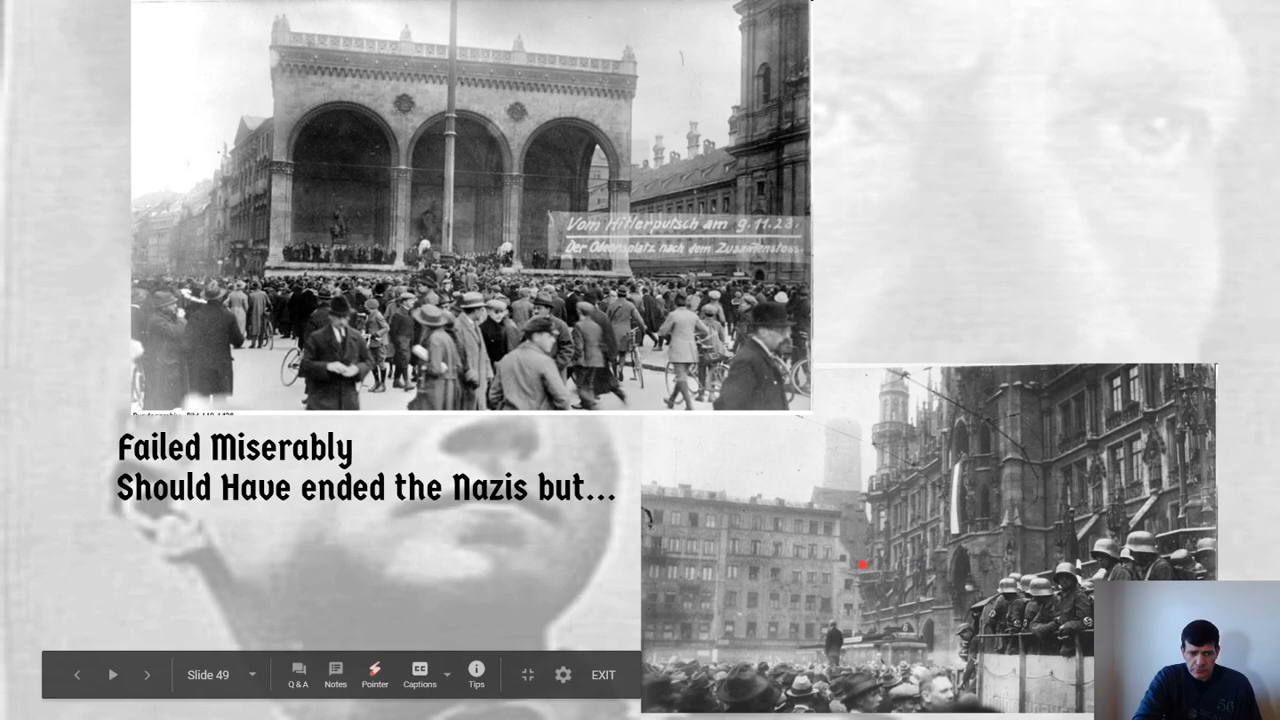 Vom Hitlerputsch am 9.11.23.
Der Odeonsplatz nach dem Zusammenstoss
Failed Miserably
Should Have ended the Nazis but...
Slide 49
Q & A
Notes
Pointer
CC
Captions
Tips
EXIT